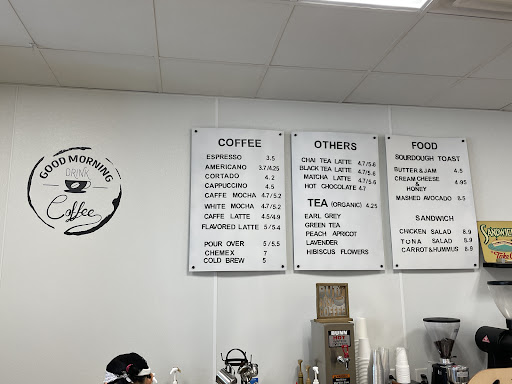 GOOD MORNING
DRINK
Coffee
COFFEE
ESPRESSO 3.5
AMERICANO 3.7/4.25
CORTADO 4.2
CAPPUCCINO 4.5
CAFFE MOCHA 4.7/5.2
WHITE MOCHA 4.7/5.2
CAFFE LATTE 4.5/4.9
FLAVORED LATTE 5/5.4
POUR OVER 5/5.5
CHEMEX 7
COLD BREW 5
OTHERS
CHAI TEA LATTE 4.7/5.6
BLACK TEA LATTE 4.7/5.6
MATCHA LATTE 4.7/5.6
HOT CHOCOLATE 4.7
TEA (ORGANIC) 4.25
EARL GREY
GREEN TEA
PEACH APRICOT
LAVENDER
HIBISCUS FLOWERS
FOOD
SOURDOUGH TOAST
BUTTER & JAM 4.5
CREAM CHEESE
& 4.95
HONEY
MASHED AVOCADO 8.5
SANDWICH
CHICKEN SALAD 8.9
TUNA SALAD 8.9
CARROT & HUMMUS 8.9
BUNN
HOT